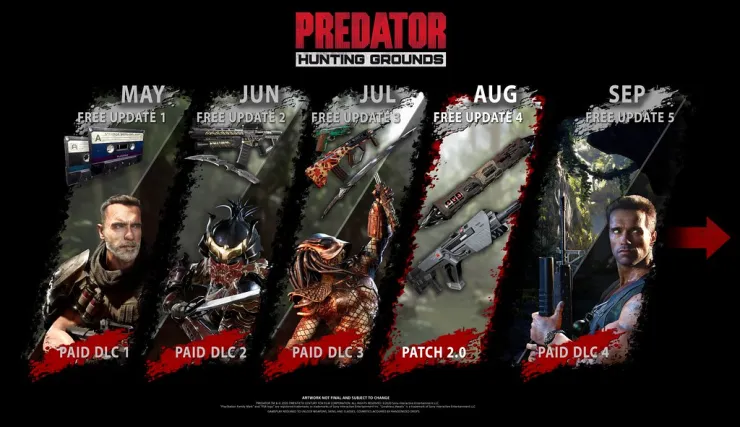 PREDATOR
HUNTING GROUNDS
MAY
FREE UPDATE 1
JUN
FREE UPDATE 2
JUL
FREE UPDATE 3
AUG
FREE UPDATE 4
SEP
FREE UPDATE 5
A
A
PAID DLC 1
PAID DLC 2
PAID DLC 3
PATCH 2.0
PAID DLC 4
ARTWORK NOT FINAL AND SUBJECT TO CHANGE